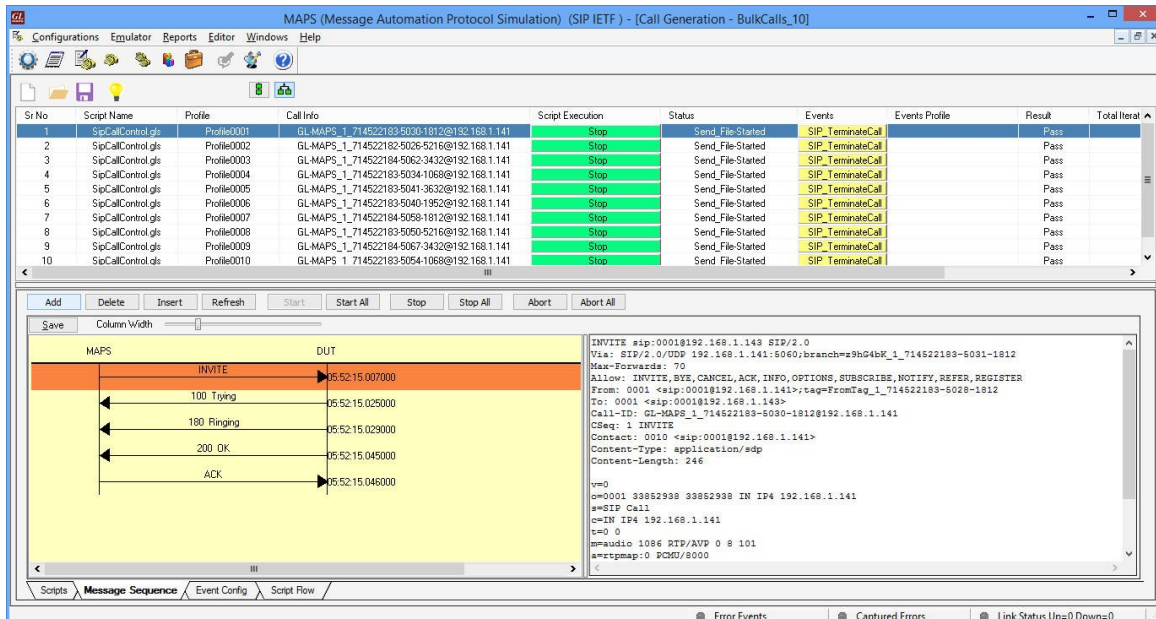 GL
MAPS (Message Automation Protocol Simulation) (SIP IETF ) - [Call Generation - BulkCalls_10]
Configurations Emulator Reports Editor Windows Help
Sr No Script Name Profile Call Info Script Execution Status Events Events Profile Result Total Iterat
1 SipCallControl.gls Profile0001 GL-MAPS_1_714522183-5030-1812@192.168.1.141 Stop Send_File-Started SIP_TerminateCall Pass
2 SipCallControl.gls Profile0002 GL-MAPS_1_714522182-5026-5216@192.168.1.141 Stop Send_File-Started SIP_TerminateCall Pass
3 SipCallControl.gls Profile0003 GL-MAPS_1_714522184-5062-3432@192.168.1.141 Stop Send_File-Started SIP_TerminateCall Pass
4 SipCallControl.gls Profile0004 GL-MAPS_1_714522183-5034-1068@192.168.1.141 Stop Send_File-Started SIP_TerminateCall Pass
5 SipCallControl.gls Profile0005 GL-MAPS_1_714522183-5041-3632@192.168.1.141 Stop Send_File-Started SIP_TerminateCall Pass
6 SipCallControl.gls Profile0006 GL-MAPS_1_714522183-5040-1952@192.168.1.141 Stop Send_File-Started SIP_TerminateCall Pass
7 SipCallControl.gls Profile0007 GL-MAPS_1_714522184-5058-1812@192.168.1.141 Stop Send_File-Started SIP_TerminateCall Pass
8 SipCallControl.gls Profile0008 GL-MAPS_1_714522183-5050-5216@192.168.1.141 Stop Send_File-Started SIP_TerminateCall Pass
9 SipCallControl.gls Profile0009 GL-MAPS_1_714522184-5067-3432@192.168.1.141 Stop Send_File-Started SIP_TerminateCall Pass
10 SipCallControl.gls Profile0010 GL-MAPS_1_714522183-5054-1068@192.168.1.141 Stop Send_File-Started SIP_TerminateCall Pass
Add Delete Insert Refresh Start Start All Stop Stop All Abort Abort All
Save Column Width
MAPS DUT
INVITE
05:52:15.007000
100 Trying
05:52:15.025000
180 Ringing
05:52:15.029000
200 OK
05:52:15.045000
ACK
05:52:15.046000
INVITE sip:0001@192.168.1.143 SIP/2.0
Via: SIP/2.0/UDP 192.168.1.141:5060;branch=z9hG4bK_1_714522183-5031-1812
Max-Forwards: 70
Allow: INVITE,BYE,CANCEL,ACK,INFO,OPTIONS,SUBSCRIBE,NOTIFY,REFER,REGISTER
From: 0001 <sip:0001@192.168.1.141>;tag=FromTag_1_714522183-5028-1812
To: 0001 <sip:0001@192.168.1.143>
Call-ID: GL-MAPS_1_714522183-5030-1812@192.168.1.141
CSeq: 1 INVITE
Contact: 0010 <sip:0001@192.168.1.141>
Content-Type: application/sdp
Content-Length: 246
v=0
o=0001 33852938 33852938 IN IP4 192.168.1.141
s=SIP Call
c=IN IP4 192.168.1.141
t=0 0
m=audio 1086 RTP/AVP 0 8 101
a=rtpmap:0 PCMU/8000
Scripts Message Sequence Event Config Script Flow
Error Events Captured Errors Link Status Up=0 Down=0